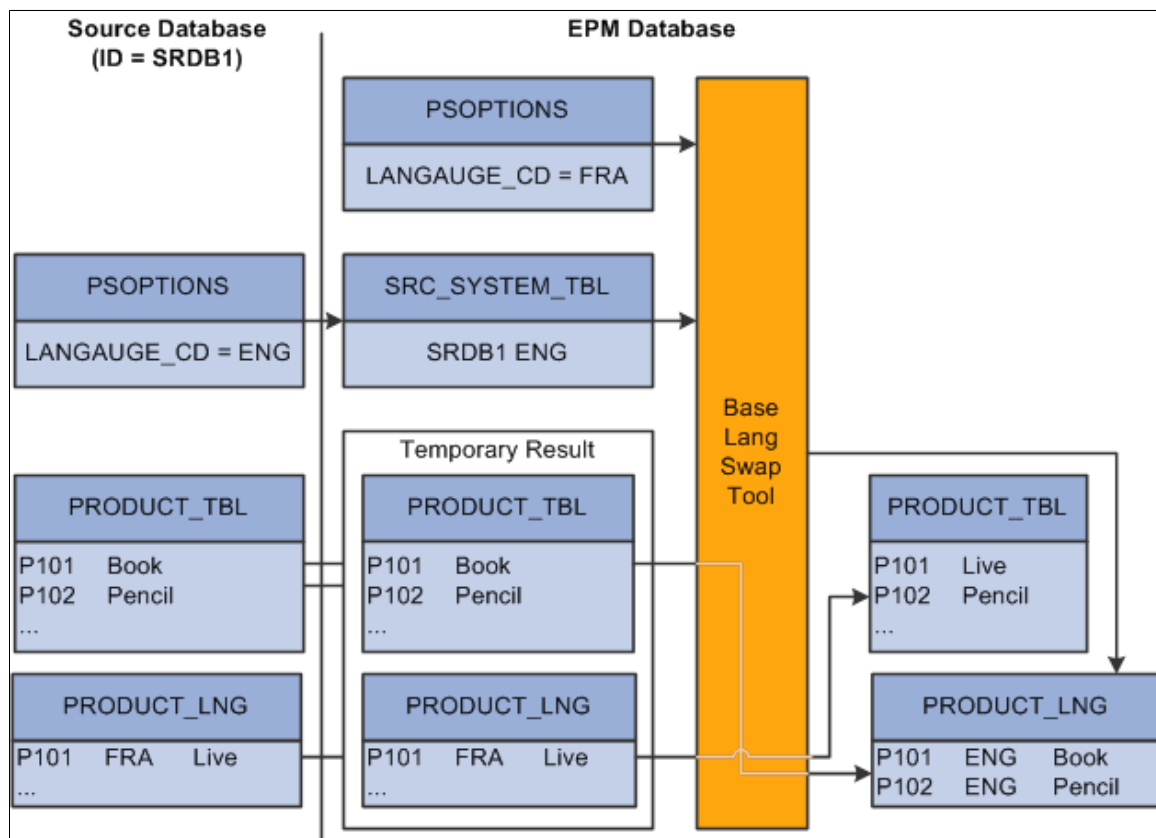 Source Database
(ID = SRDB1)
EPM Database
PSOPTIONS
LANGAUGE_CD = FRA
PSOPTIONS
LANGAUGE_CD = ENG
SRC_SYSTEM_TBL
SRDB1 ENG
Base
Lang
Swap
Tool
Temporary Result
PRODUCT_TBL
P101 Book
P102 Pencil
...
PRODUCT_TBL
P101 Book
P102 Pencil
...
PRODUCT_TBL
P101 Live
P102 Pencil
...
PRODUCT_LNG
P101 FRA Live
...
PRODUCT_LNG
P101 FRA Live
...
PRODUCT_LNG
P101 ENG Book
P102 ENG Pencil